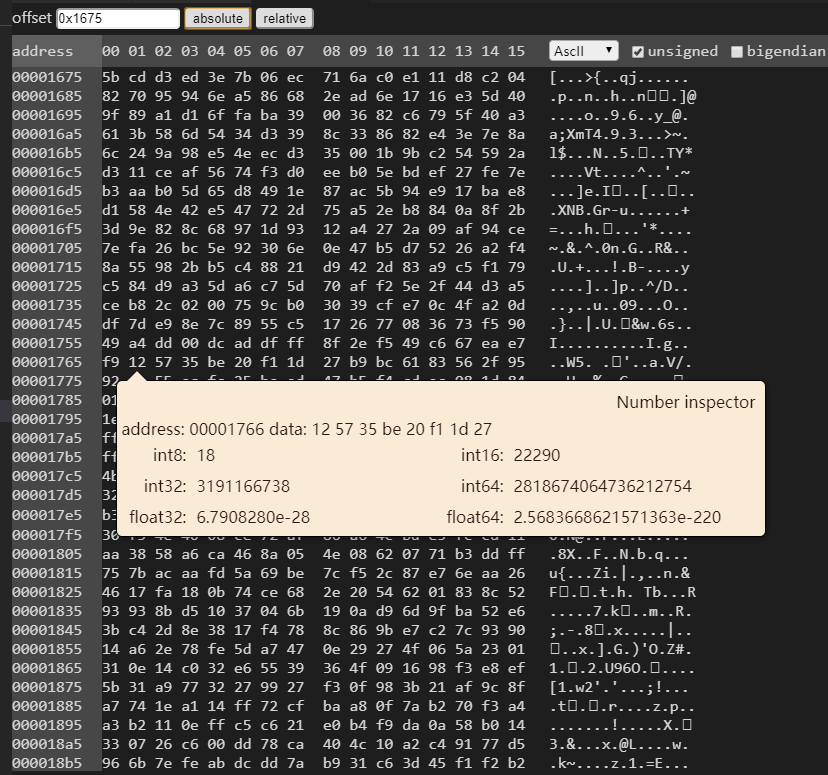 offset 0x1675 absolute relative
address 00 01 02 03 04 05 06 07 08 09 10 11 12 13 14 15 AscII unsigned bigendian
00001675 5b cd d3 ed 3e 7b 06 ec 71 6a c0 e1 11 d8 c2 04 [...>{..qj......
00001685 82 70 95 94 6e a5 86 68 2e ad 6e 17 16 e3 5d 40 .p..n..h..n□□.]@
00001695 9f 89 a1 d1 6f fa ba 39 00 36 82 c6 79 5f 40 a3 ....o..9.6..y_@.
000016a5 61 3b 58 6d 54 34 d3 39 8c 33 86 82 e4 3e 7e 8a a;XmT4.9.3...>~.
000016b5 6c 24 9a 98 e5 4e ec d3 35 00 1b 9b c2 54 59 2a l$...N..5.□..TY*
000016c5 d3 11 ce af 56 74 f3 d0 ee b0 5e bd ef 27 fe 7e ....Vt....^..'.~
000016d5 b3 aa b0 5d 65 d8 49 1e 87 ac 5b 94 e9 17 ba e8 ...]e.I□..[..□..
000016e5 d1 58 4e 42 e5 47 72 2d 75 a5 2e b8 84 0a 8f 2b .XNB.Gr-u......+
000016f5 3d 9e 82 8c 68 97 1d 93 12 a4 27 2a 09 af 94 ce =...h.□...'*....
00001705 7e fa 26 bc 5e 92 30 6e 0e 47 b5 d7 52 26 a2 f4 ~.&.^.0n.G..R&..
00001715 8a 55 98 2b b5 c4 88 21 d9 42 2d 83 a9 c5 f1 79 .U.+...!.B-....y
00001725 c5 84 d9 a3 5d a6 c7 5d 70 af f2 5e 2f 44 d3 a5 ....]..]p..^/D..
00001735 ce b8 2c 02 00 75 9c b0 30 39 cf e7 0c 4f a2 0d ..,..u..09...O..
00001745 df 7d e9 8e 7c 89 55 c5 17 26 77 08 36 73 f5 90 .}..|.U.□&w.6s..
00001755 49 a4 dd 00 dc ad df ff 8f 2e f5 49 c6 67 ea e7 I..........I.g..
00001765 f9 12 57 35 be 20 f1 1d 27 b9 bc 61 83 56 2f 95 ..W5. .□'..a.V/.
00001775 92
00001785 01
00001795
000017a5 ff
000017b5 ff
000017c5
000017d5 32
000017e5
000017f5
Number inspector
address: 00001766 data: 12 57 35 be 20 f1 1d 27
int8: 18 int16: 22290
int32: 3191166738 int64: 2818674064736212754
float32: 6.7908280e-28 float64: 2.5683668621571363e-220
00001805 aa 38 58 a6 ca 46 8a 05 4e 08 62 07 71 b3 dd ff .8X..F..N.b.q...
00001815 75 7b ac aa fd 5a 69 be 7c f5 2c 87 e7 6e aa 26 u{...Zi.|.,..n.&
00001825 46 17 fa 18 0b 74 ce 68 2e 20 54 62 01 83 8c 52 F□.□.t.h. Tb...R
00001835 93 93 8b d5 10 37 04 6b 19 0a d9 6d 9f ba 52 e6 .....7.k□..m..R.
00001845 3b c4 2d 8e 38 17 f4 78 8c 86 9b e7 c2 7c 93 90 ;.-.8□.x.....|..
00001855 14 a6 2e 78 fe 5d a7 47 0e 29 27 4f 06 5a 23 01 □..x.].G.)'O.Z#.
00001865 31 0e 14 c0 32 e6 55 39 36 4f 09 16 98 f3 e8 ef 1.□.2.U96O.□....
00001875 5b 31 a9 77 32 27 99 27 f3 0f 98 3b 21 af 9c 8f [1.w2'.'...;!...
00001885 a7 74 1e a1 14 ff 72 cf ba a8 0f 7a b2 70 f3 a4 .t□.□.r....z.p..
00001895 a3 b2 11 0e ff c5 c6 21 e0 b4 f9 da 0a 58 b0 14 .......!.....X.□
000018a5 33 07 26 c6 00 dd 78 ca 40 4c 10 a2 c4 91 77 d5 3.&...x.@L....w.
000018b5 96 6b 7e fe ab dc dd 7a b9 31 c6 3d 45 f1 f2 b2 .k~....z.1.=E...